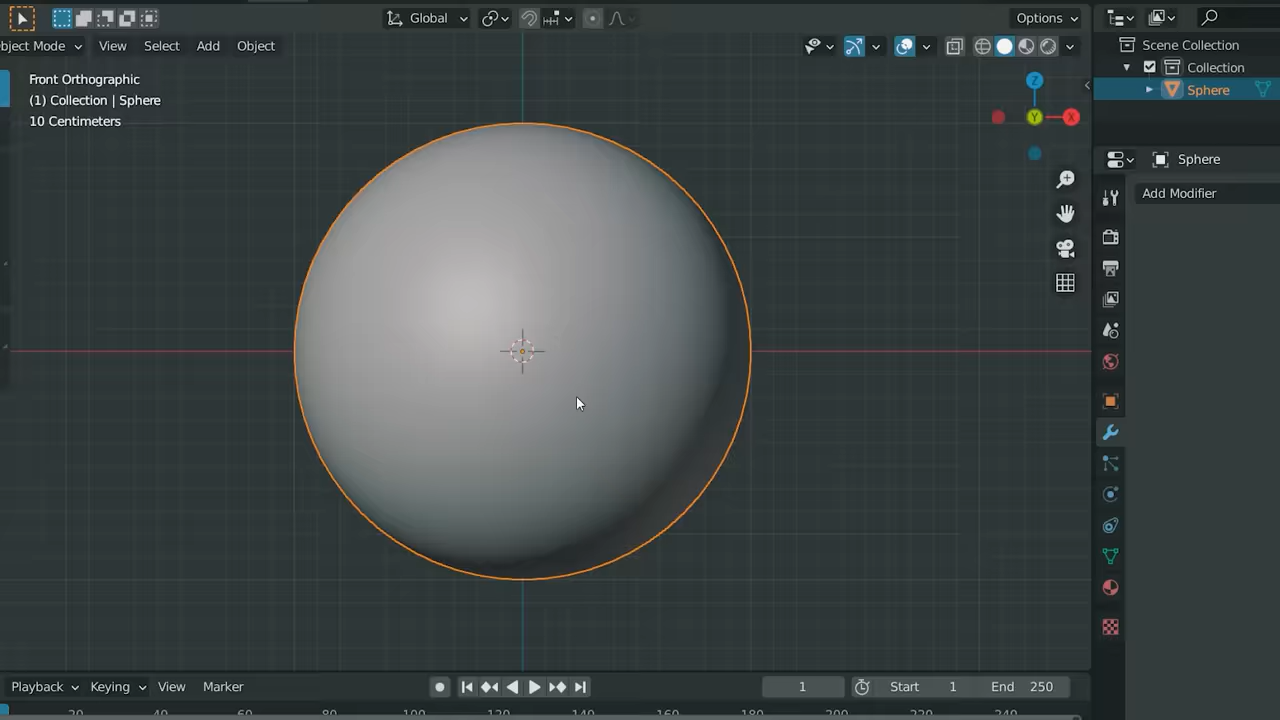 Global
Options
bject Mode View Select Add Object
Front Orthographic
(1) Collection | Sphere
10 Centimeters
Z
Y
X
Scene Collection
Collection
Sphere
Sphere
Add Modifier
Playback Keying View Marker
1 Start 1 End 250
20 40 60 80 100 120 140 160 180 200 220 240